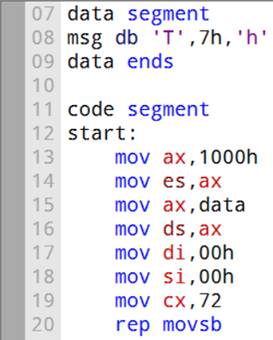 07 data segment
08 msg db 'T',7h,'h'
09 data ends
10
11 code segment
12 start:
13 mov ax,1000h
14 mov es,ax
15 mov ax,data
16 mov ds,ax
17 mov di,00h
18 mov si,00h
19 mov cx,72
20 rep movsb